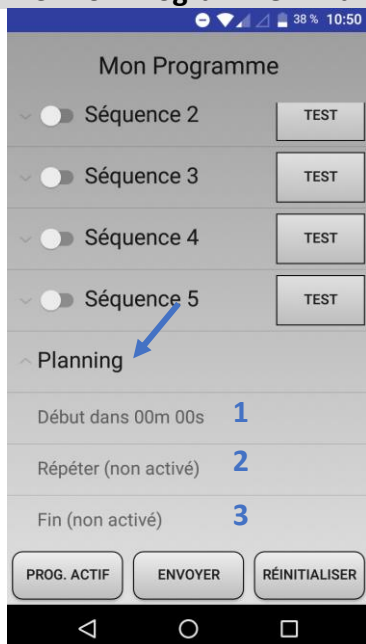 38 % 10:50
Mon Programme
Séquence 2 TEST
Séquence 3 TEST
Séquence 4 TEST
Séquence 5 TEST
Planning
Début dans 00m 00s 1
Répéter (non activé) 2
Fin (non activé) 3
PROG. ACTIF ENVOYER RÉINITIALISER